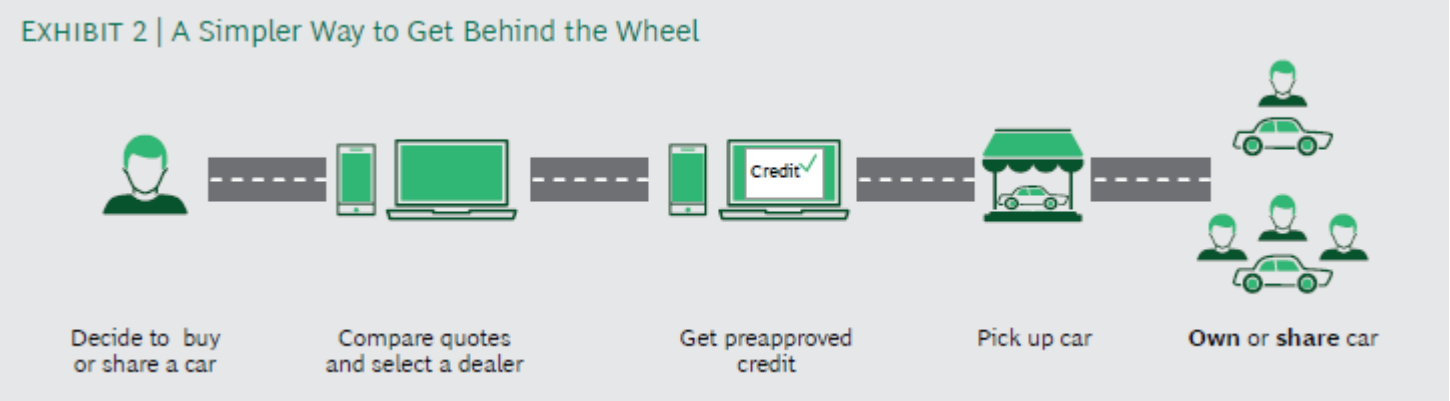 EXHIBIT 2 | A Simpler Way to Get Behind the Wheel
Credit
Decide to buy
or share a car
Compare quotes
and select a dealer
Get preapproved
credit
Pick up car
Own or share car